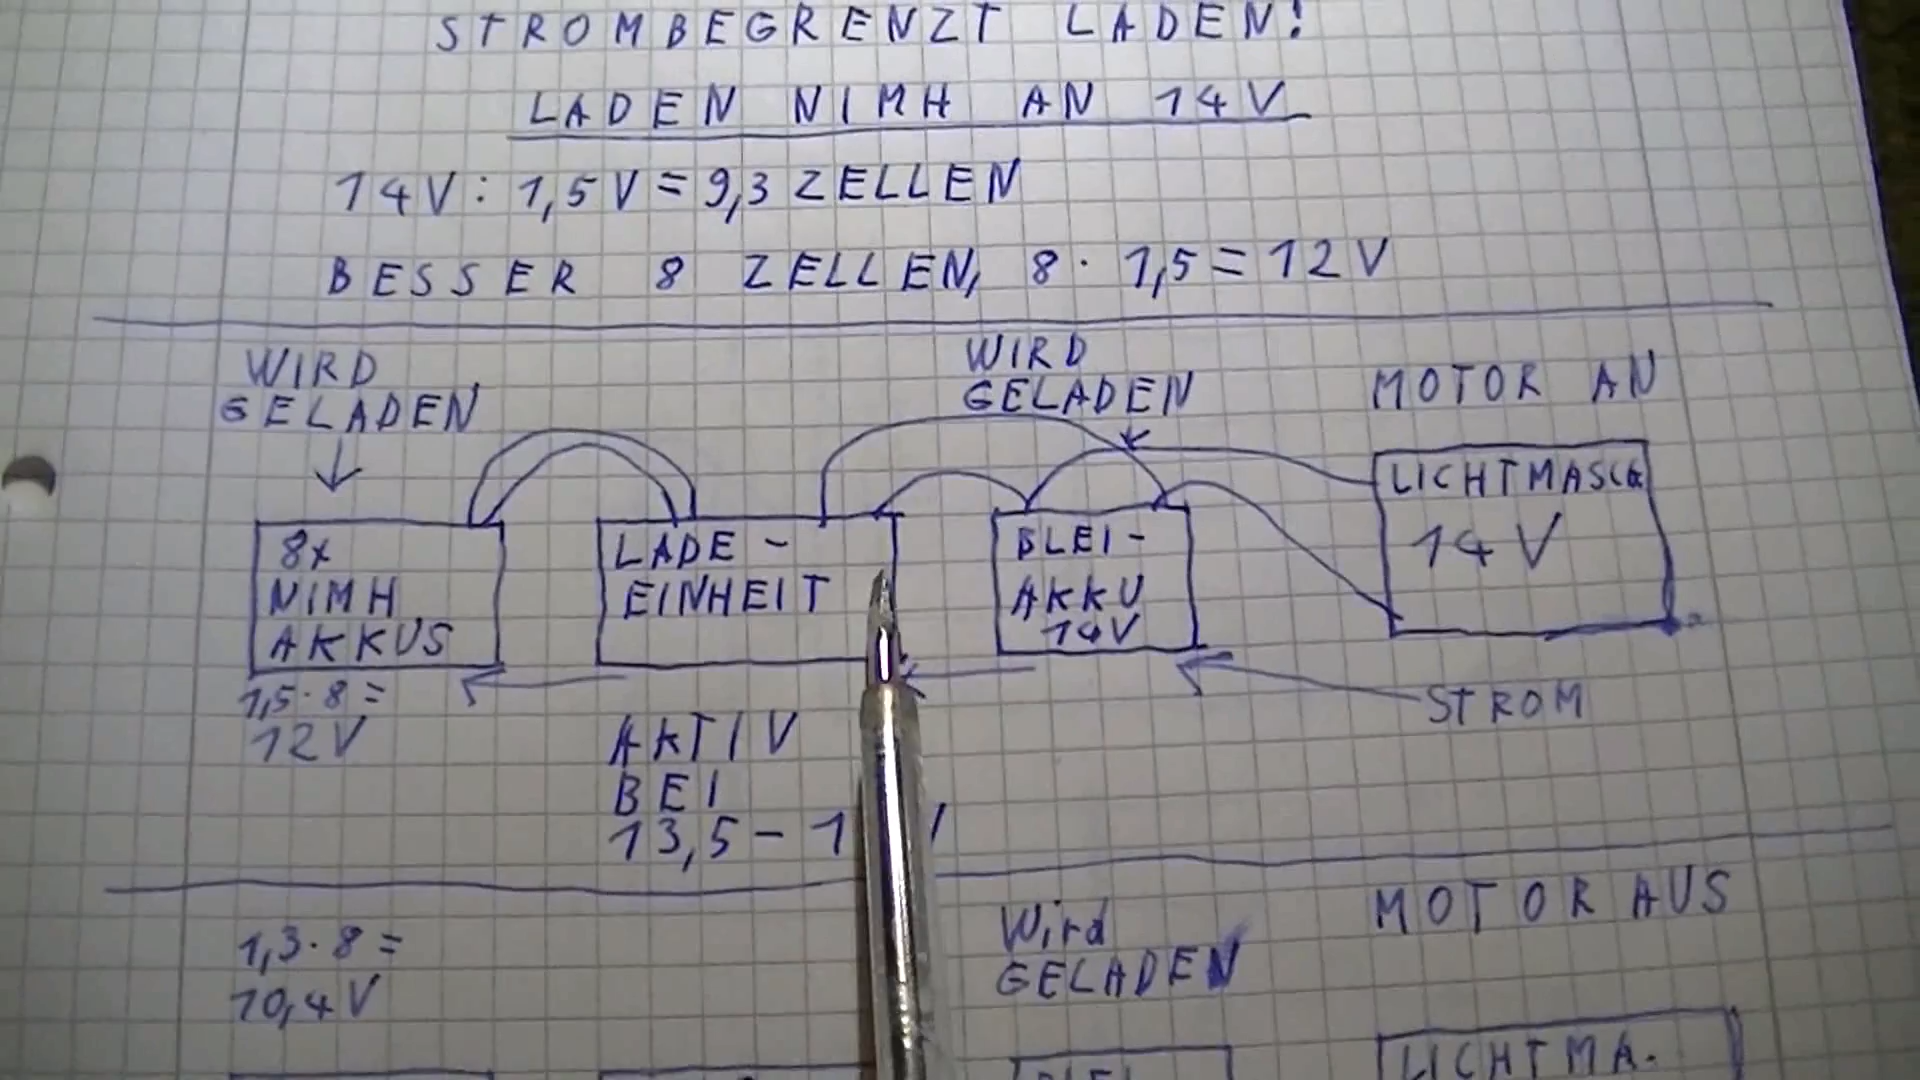 STROMBEGRENZT LADEN!
LADEN NIMH AN 14V
14V : 1,5V = 9,3 ZELLEN
BESSER 8 ZELLEN, 8 · 1,5 = 12V
WIRD
GELADEN
WIRD
GELADEN
MOTOR AN
8x
NIMH
AKKUS
LADE-
EINHEIT
BLEI-
AKKU
14V
LICHTMASCH
14V
1,5 · 8 =
12V
STROM
AKTIV
BEI
13,5 - 1
1,3 · 8 =
10,4V
Wird
GELADEN
MOTOR AUS
LICHTMA.